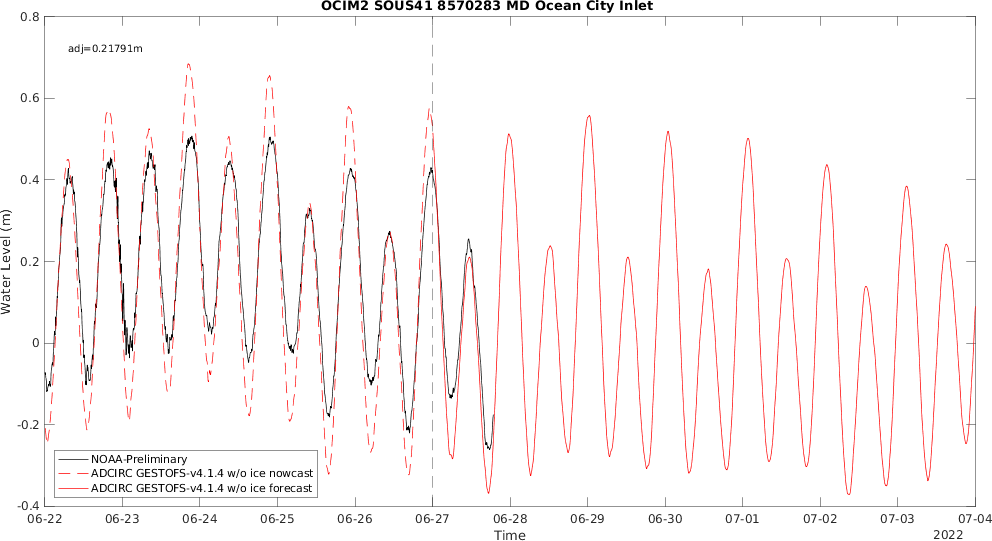 OCIM2 SOUS41 8570283 MD Ocean City Inlet
0.8
adj=0.21791m
0.6
0.4
0.2
0
-0.2
-0.4
Water Level (m)
NOAA-Preliminary
ADCIRC GESTOFS-v4.1.4 w/o ice nowcast
ADCIRC GESTOFS-v4.1.4 w/o ice forecast
06-22 06-23 06-24 06-25 06-26 06-27 06-28 06-29 06-30 07-01 07-02 07-03 07-04
Time
2022